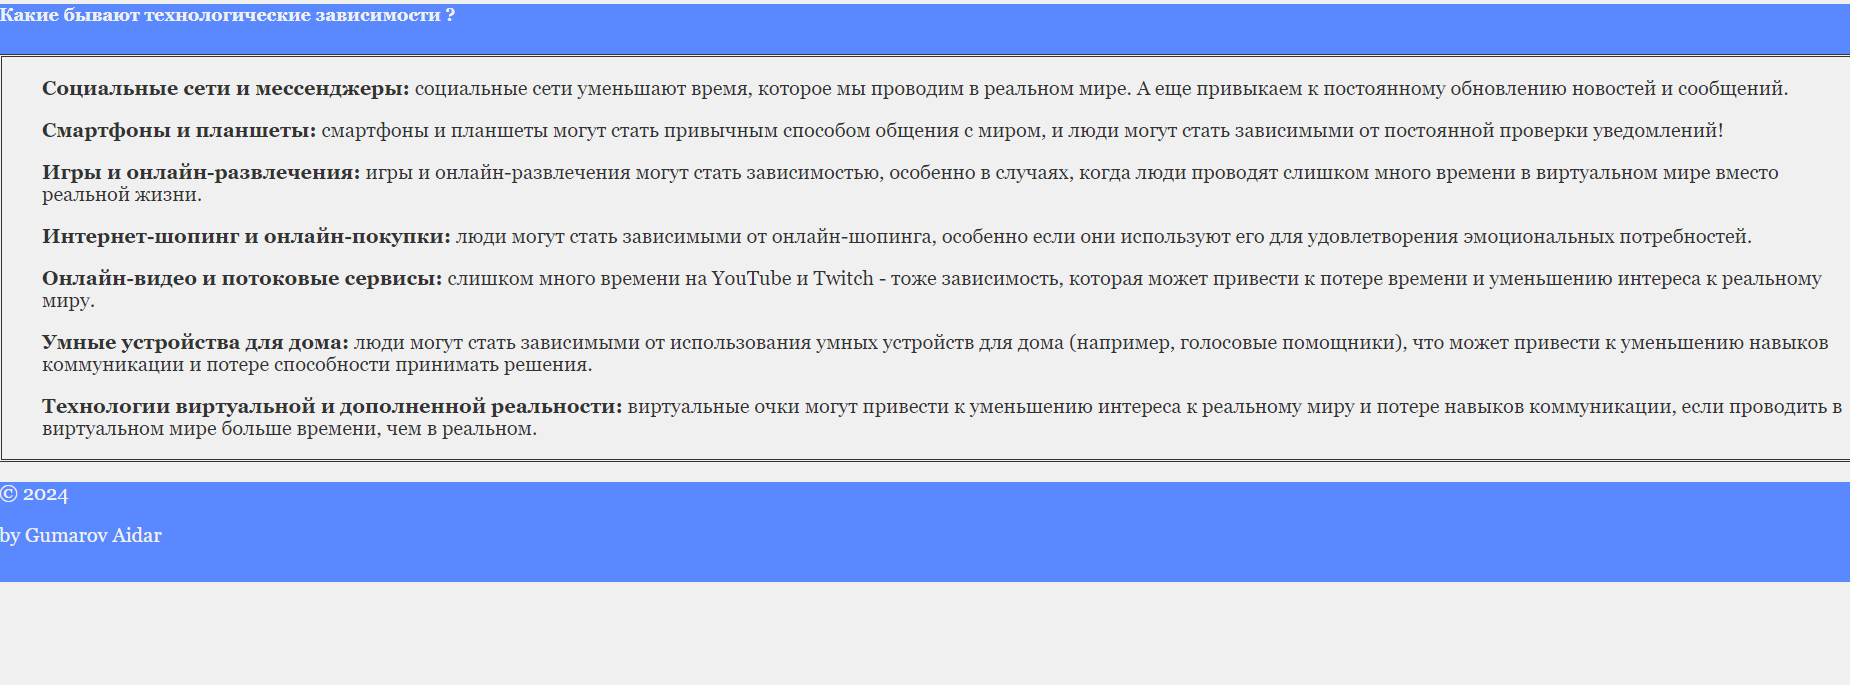 Какие бывают технологические зависимости ?
Социальные сети и мессенджеры: социальные сети уменьшают время, которое мы проводим в реальном мире. А еще привыкаем к постоянному обновлению новостей и сообщений.
Смартфоны и планшеты: смартфоны и планшеты могут стать привычным способом общения с миром, и люди могут стать зависимыми от постоянной проверки уведомлений!
Игры и онлайн-развлечения: игры и онлайн-развлечения могут стать зависимостью, особенно в случаях, когда люди проводят слишком много времени в виртуальном мире вместо
реальной жизни.
Интернет-шопинг и онлайн-покупки: люди могут стать зависимыми от онлайн-шопинга, особенно если они используют его для удовлетворения эмоциональных потребностей.
Онлайн-видео и потоковые сервисы: слишком много времени на YouTube и Twitch - тоже зависимость, которая может привести к потере времени и уменьшению интереса к реальному
миру.
Умные устройства для дома: люди могут стать зависимыми от использования умных устройств для дома (например, голосовые помощники), что может привести к уменьшению навыков
коммуникации и потере способности принимать решения.
Технологии виртуальной и дополненной реальности: виртуальные очки могут привести к уменьшению интереса к реальному миру и потере навыков коммуникации, если проводить в
виртуальном мире больше времени, чем в реальном.
© 2024
by Gumarov Aidar